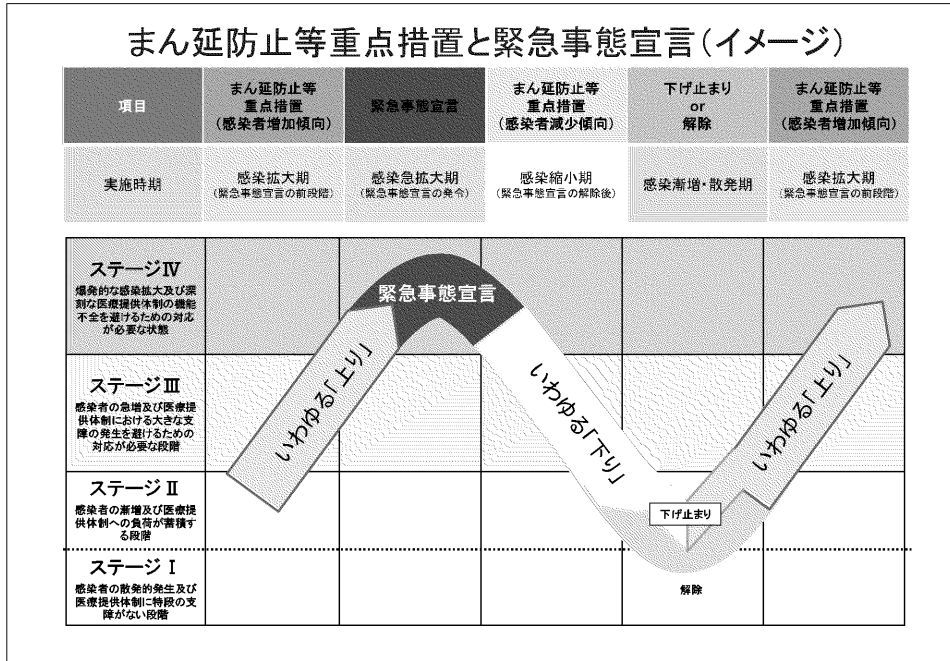 まん延防止等重点措置と緊急事態宣言(イメージ)
項目
まん延防止等
重点措置
(感染者増加傾向)
緊急事態宣言
まん延防止等
重点措置
(感染者減少傾向)
下げ止まり
or
解除
まん延防止等
重点措置
(感染者増加傾向)
実施時期
感染拡大期
(緊急事態宣言の前段階)
感染急拡大期
(緊急事態宣言の発令)
感染縮小期
(緊急事態宣言の解除後)
感染漸増・散発期
感染拡大期
(緊急事態宣言の前段階)
ステージⅣ
爆発的な感染拡大及び深
刻な医療提供体制の機能
不全を避けるための対応
が必要な状態
ステージⅢ
感染者の急増及び医療提
供体制における大きな支
障の発生を避けるための
対応が必要な段階
ステージⅡ
感染者の漸増及び医療提
供体制への負荷が蓄積す
る段階
ステージⅠ
感染者の散発的発生及び
医療提供体制に特段の支
障がない段階
いわゆる「上り」
緊急事態宣言
いわゆる「下り」
下げ止まり
解除
いわゆる「上り」